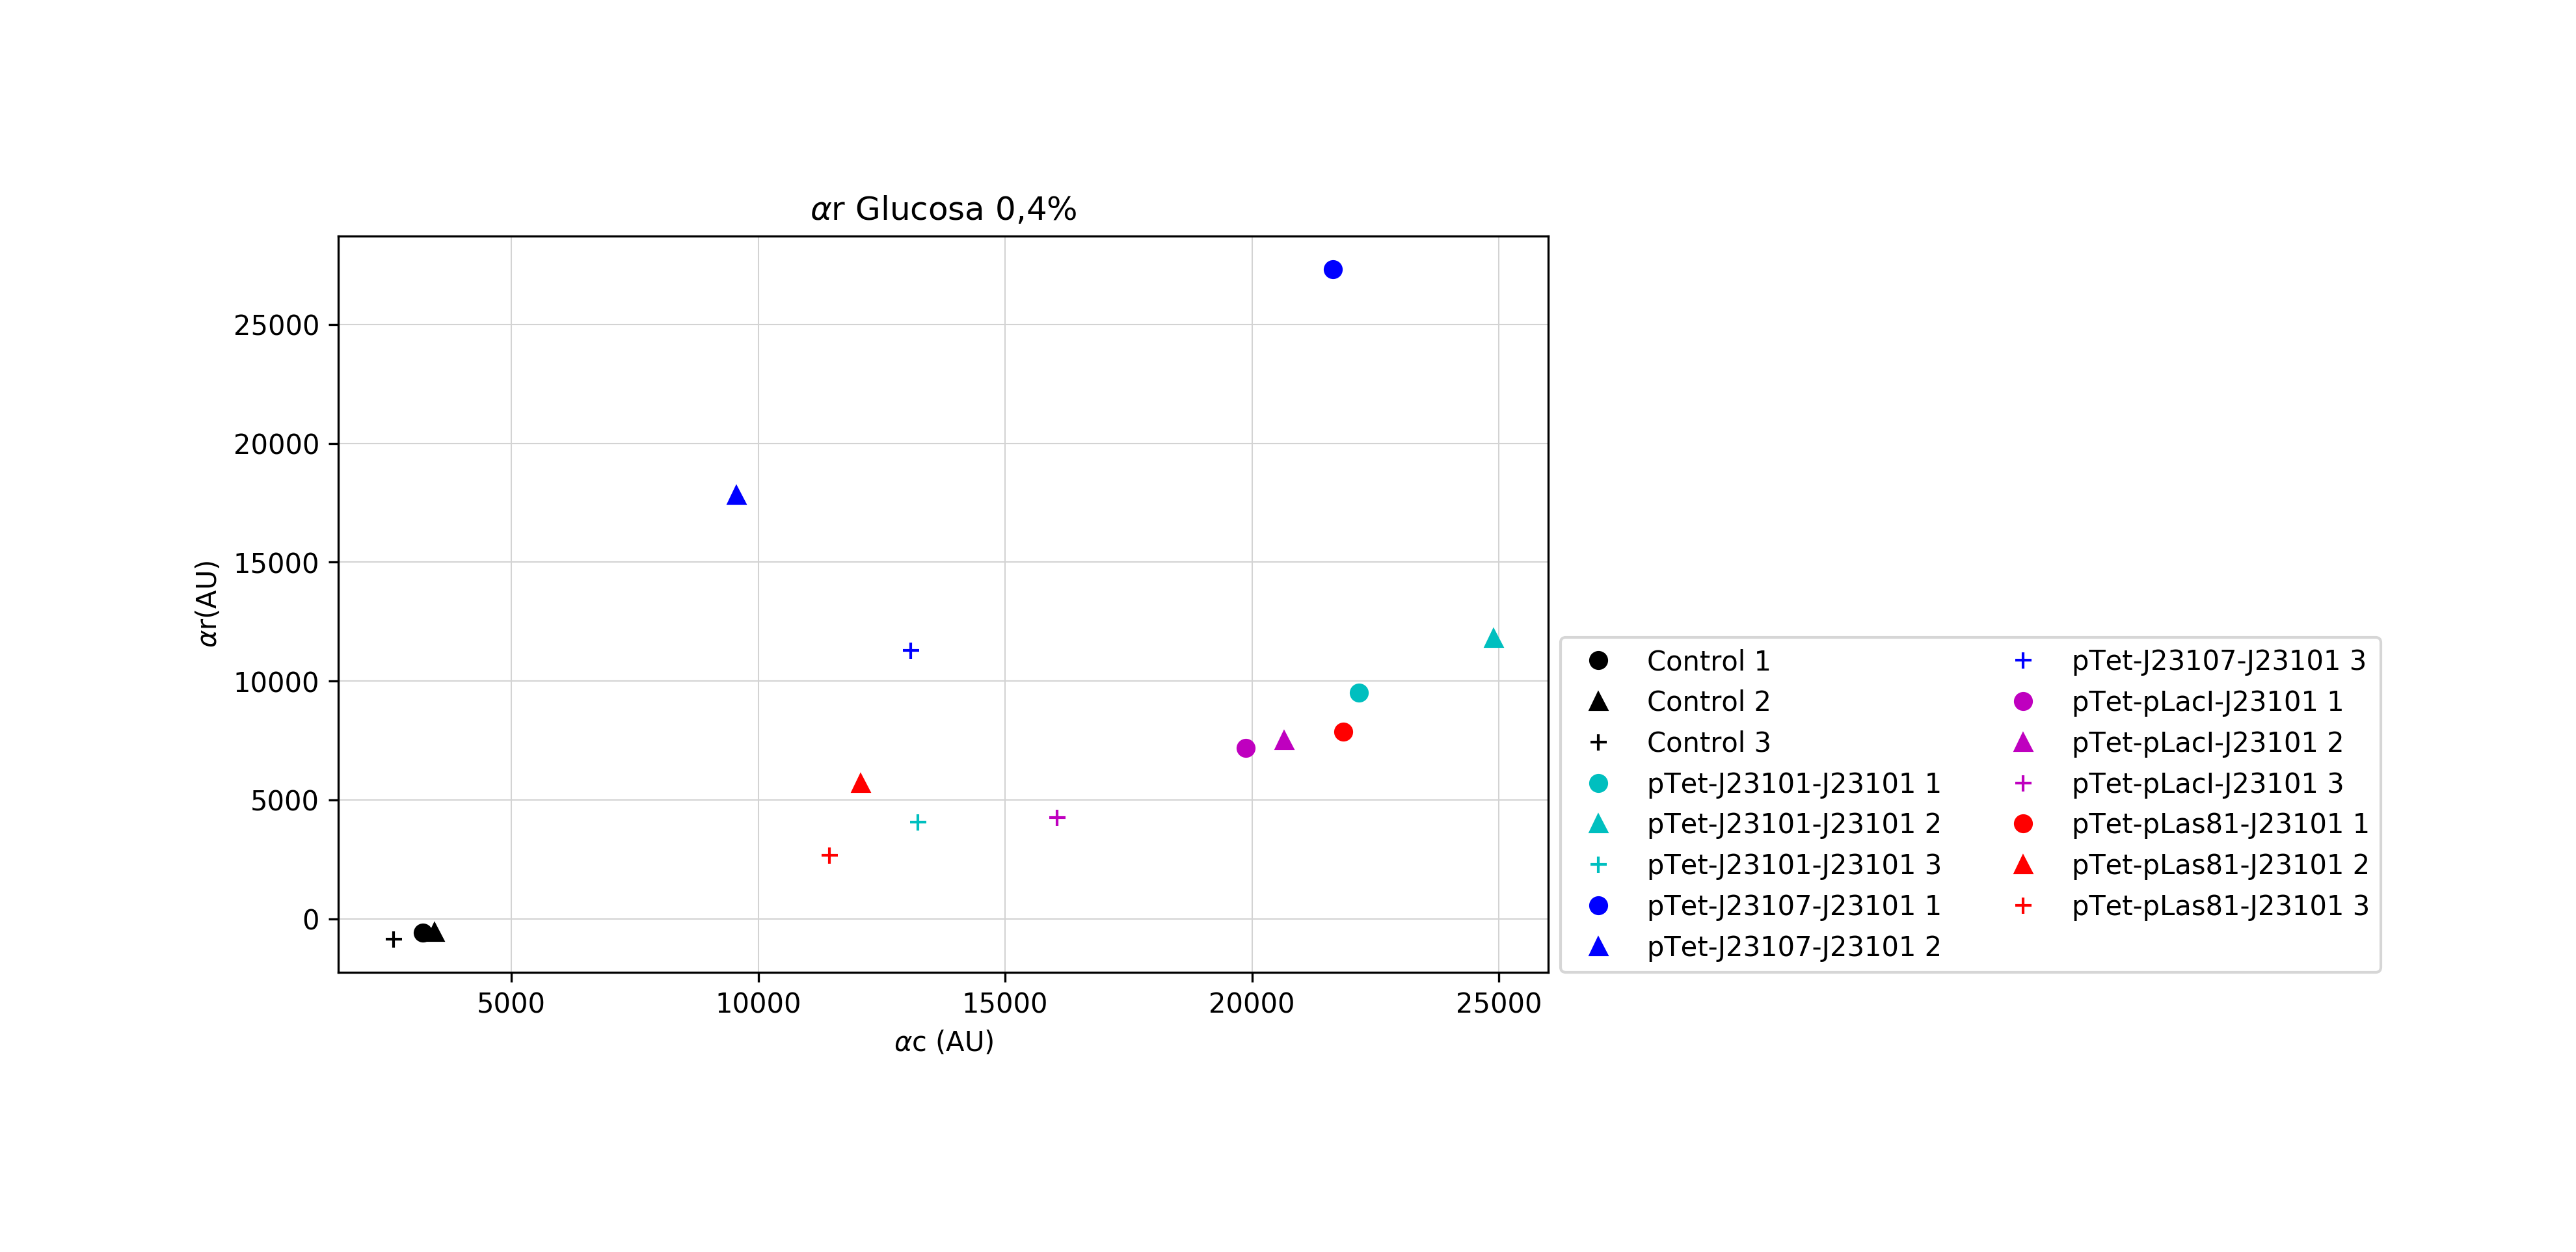 αr Glucosa 0,4%
αr(AU)
25000
20000
15000
10000
5000
0
5000
10000
15000
20000
25000
αc (AU)
Control 1
Control 2
Control 3
pTet-J23101-J23101 1
pTet-J23101-J23101 2
pTet-J23101-J23101 3
pTet-J23107-J23101 1
pTet-J23107-J23101 2
pTet-J23107-J23101 3
pTet-pLacI-J23101 1
pTet-pLacI-J23101 2
pTet-pLacI-J23101 3
pTet-pLas81-J23101 1
pTet-pLas81-J23101 2
pTet-pLas81-J23101 3